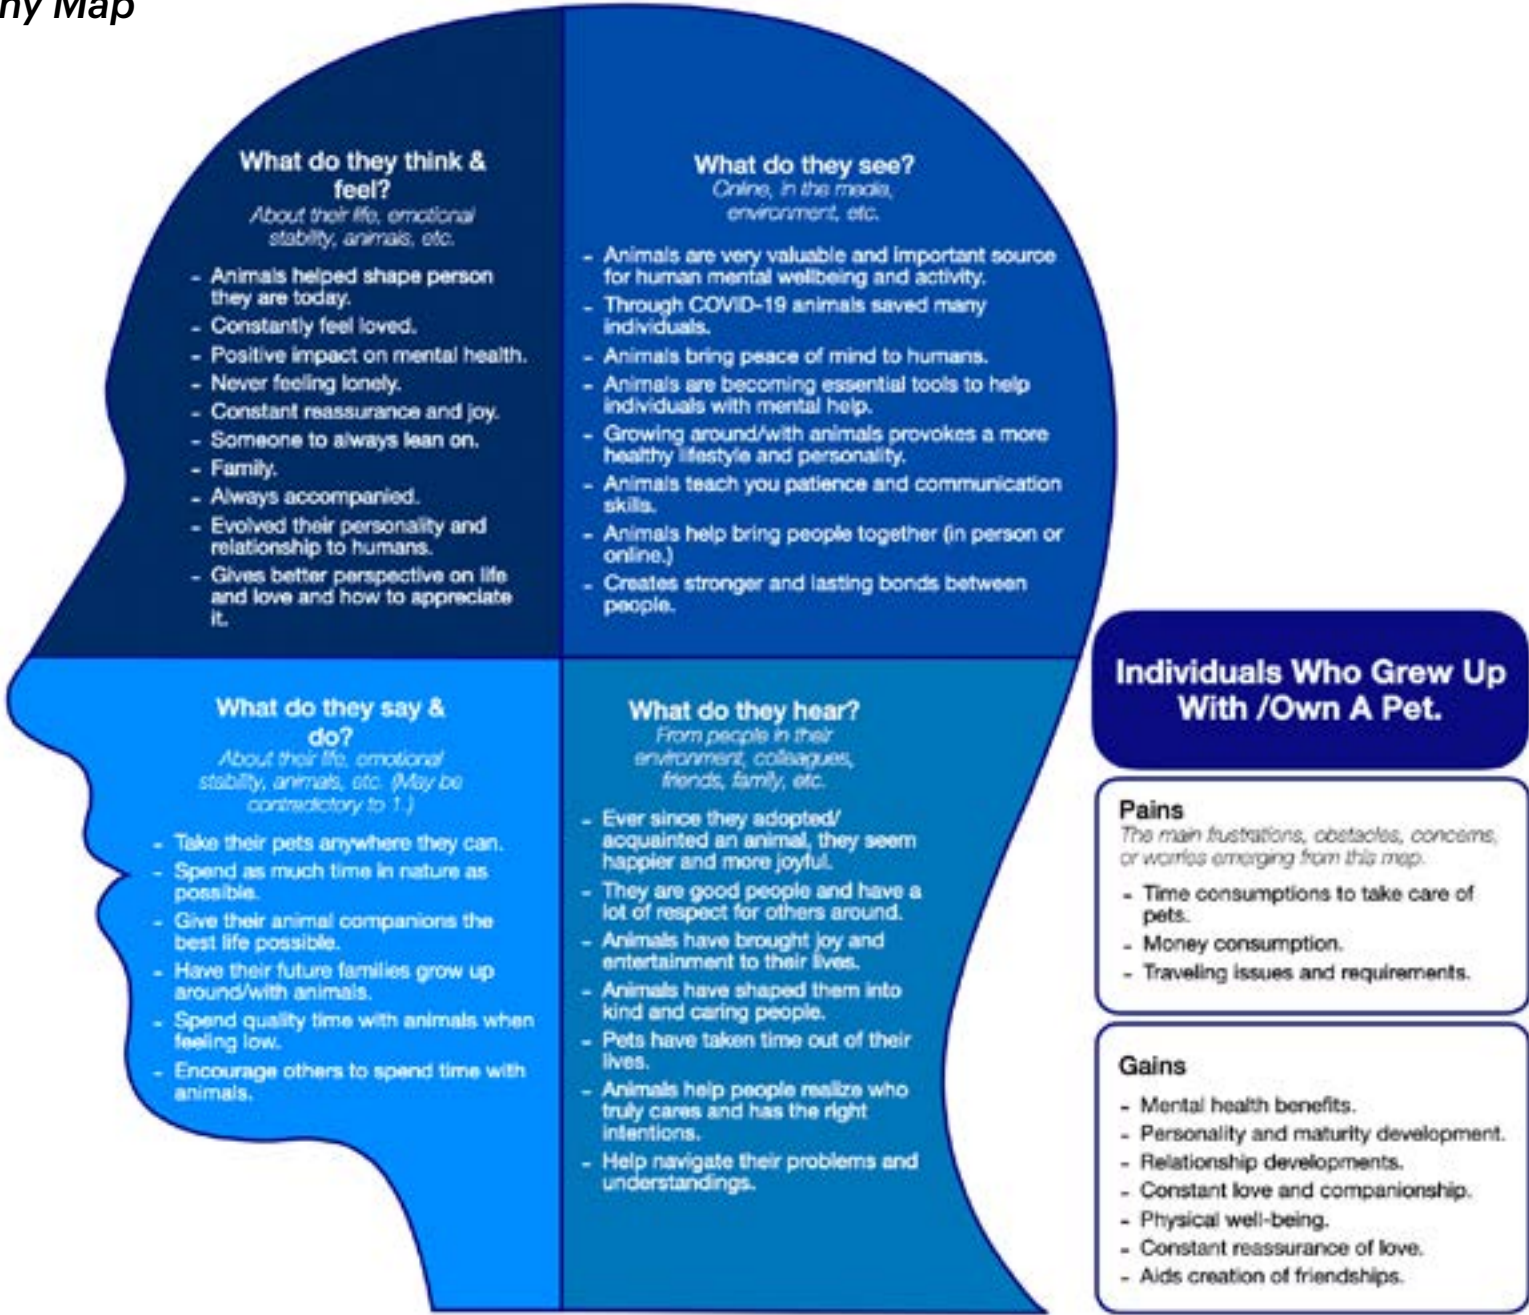 ny Map
What do they think &
feel?
About their life, emotional
stability, animals, etc.
- Animals helped shape person
they are today.
- Constantly feel loved.
- Positive impact on mental health.
- Never feeling lonely.
- Constant reassurance and joy.
- Someone to always lean on.
- Family.
- Always accompanied.
- Evolved their personality and
relationship to humans.
- Gives better perspective on life
and love and how to appreciate
it.
What do they see?
Online, in the media,
environment, etc.
- Animals are very valuable and important source
for human mental wellbeing and activity.
- Through COVID-19 animals saved many
individuals.
- Animals bring peace of mind to humans.
- Animals are becoming essential tools to help
individuals with mental help.
- Growing around/with animals provokes a more
healthy lifestyle and personality.
- Animals teach you patience and communication
skills.
- Animals help bring people together (in person or
online.)
- Creates stronger and lasting bonds between
people.
What do they say &
do?
About their life, emotional
stability, animals, etc. (May be
contradictory to 1.)
- Take their pets anywhere they can.
- Spend as much time in nature as
possible.
- Give their animal companions the
best life possible.
- Have their future families grow up
around/with animals.
- Spend quality time with animals when
feeling low.
- Encourage others to spend time with
animals.
What do they hear?
From people in their
environment, colleagues,
friends, family, etc.
- Ever since they adopted/
acquainted an animal, they seem
happier and more joyful.
- They are good people and have a
lot of respect for others around.
- Animals have brought joy and
entertainment to their lives.
- Animals have shaped them into
kind and caring people.
- Pets have taken time out of their
lives.
- Animals help people realize who
truly cares and has the right
intentions.
- Help navigate their problems and
understandings.
Individuals Who Grew Up
With /Own A Pet.
Pains
The main frustrations, obstacles, concerns,
or worries emerging from this map.
- Time consumptions to take care of
pets.
- Money consumption.
- Traveling issues and requirements.
Gains
- Mental health benefits.
- Personality and maturity development.
- Relationship developments.
- Constant love and companionship.
- Physical well-being.
- Constant reassurance of love.
- Aids creation of friendships.